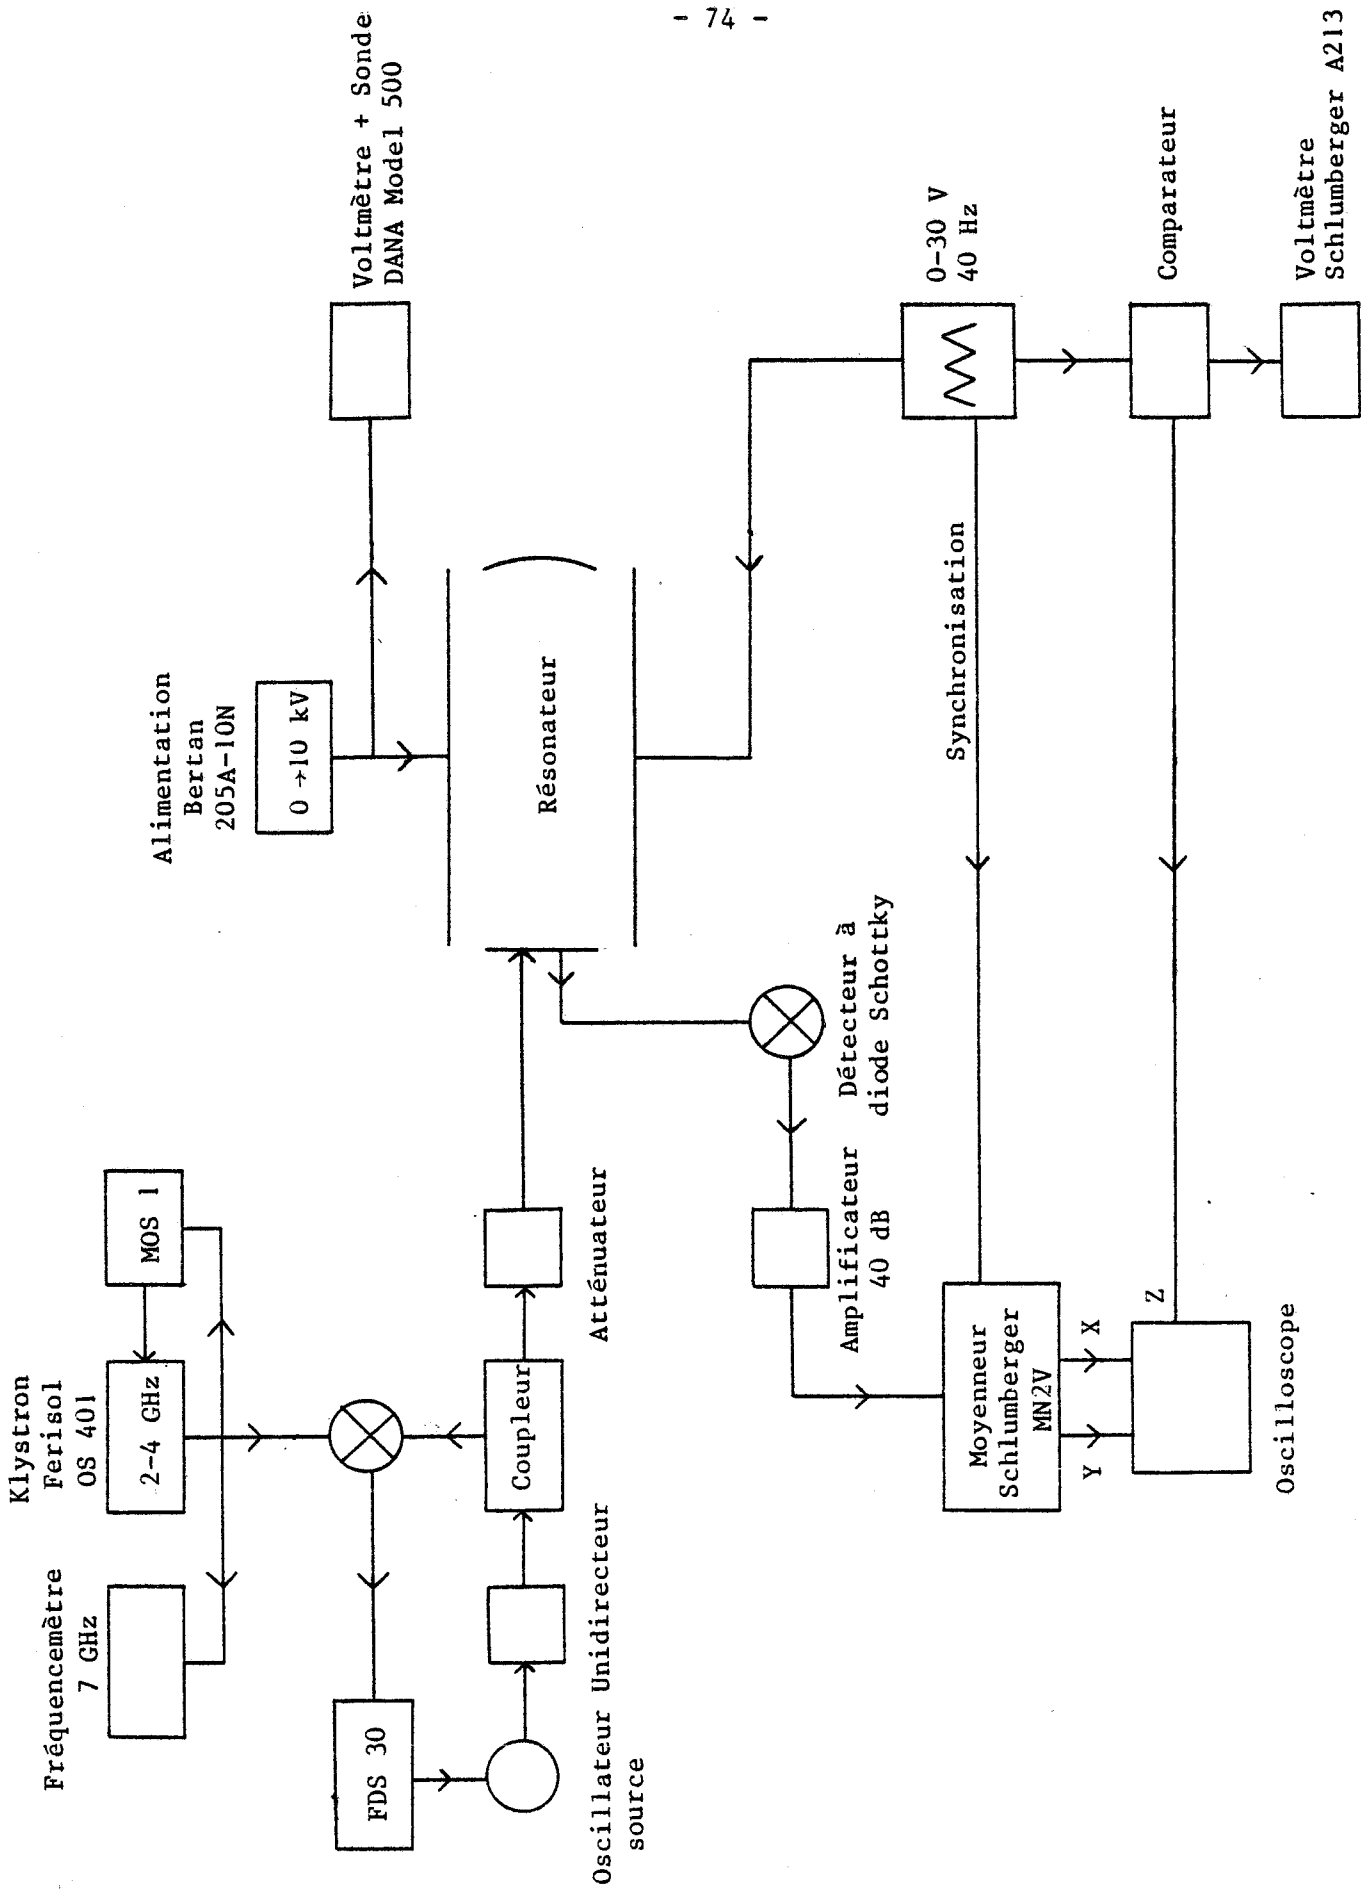 - 74 -
Klystron
Ferisol
OS 401
Fréquencemètre
7 GHz
2-4 GHz
MOS 1
FDS 30
Oscillateur
source
Unidirecteur
Coupleur
Atténuateur
Alimentation
Bertan
205A-10N
0→10 kV
Voltmètre + Sonde
DANA Model 500
Résonateur
Détecteur à
diode Schottky
Amplificateur
40 dB
Synchronisation
0-30 V
40 Hz
Moyenneur
Schlumberger
MN2V
Y
X
Z
Oscilloscope
Comparateur
Voltmètre
Schlumberger A213